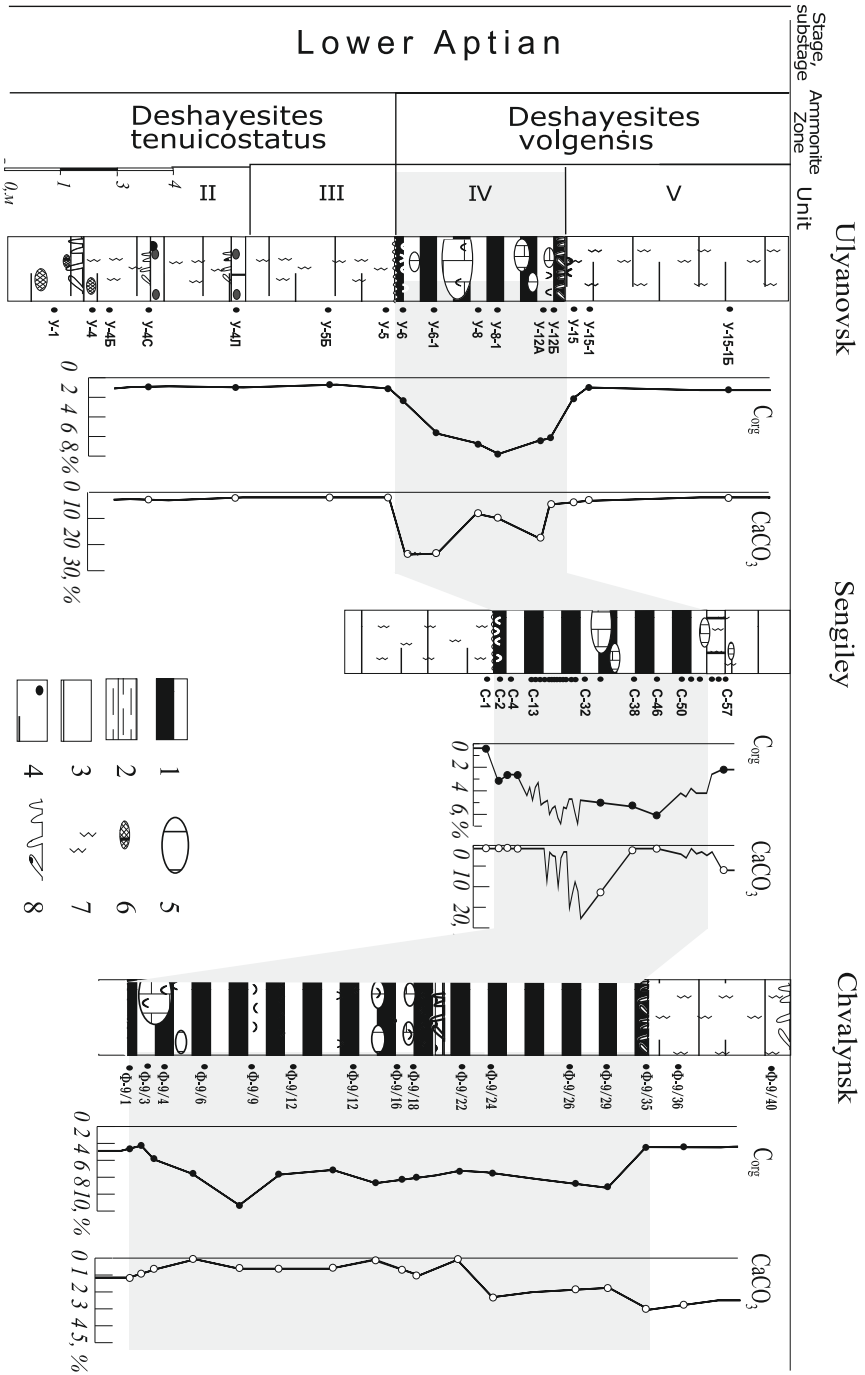 Stage,
substage
Ammonite
Zone
Unit
Lower Aptian
Deshayesites
tenuicostatus
Deshayesites
volgensis
II
III
IV
V
0,м
1
3
4
Ulyanovsk
У-1
У-4
У-4Б
У-4С
У-4П
У-5Б
У-5
У-6
У-6-1
У-8
У-8-1
У-12А
У-12Б
У-15
У-15-1
У-15-1Б
Corg
0 2 4 6 8,%
CaCO3
0 10 20 30,%
Sengiley
С-1
С-2
С-4
С-13
С-32
С-38
С-46
С-50
С-57
Corg
0 2 4 6,%
CaCO3
0 10 20,
Chvalynsk
Ф-9/1
Ф-9/3
Ф-9/4
Ф-9/6
Ф-9/9
Ф-9/12
Ф-9/12
Ф-9/16
Ф-9/18
Ф-9/22
Ф-9/24
Ф-9/26
Ф-9/29
Ф-9/35
Ф-9/36
Ф-9/40
Corg
0 2 4 6 8 10,%
CaCO3
0 1 2 3 4 5,%
1
2
3
4
5
6
7
8